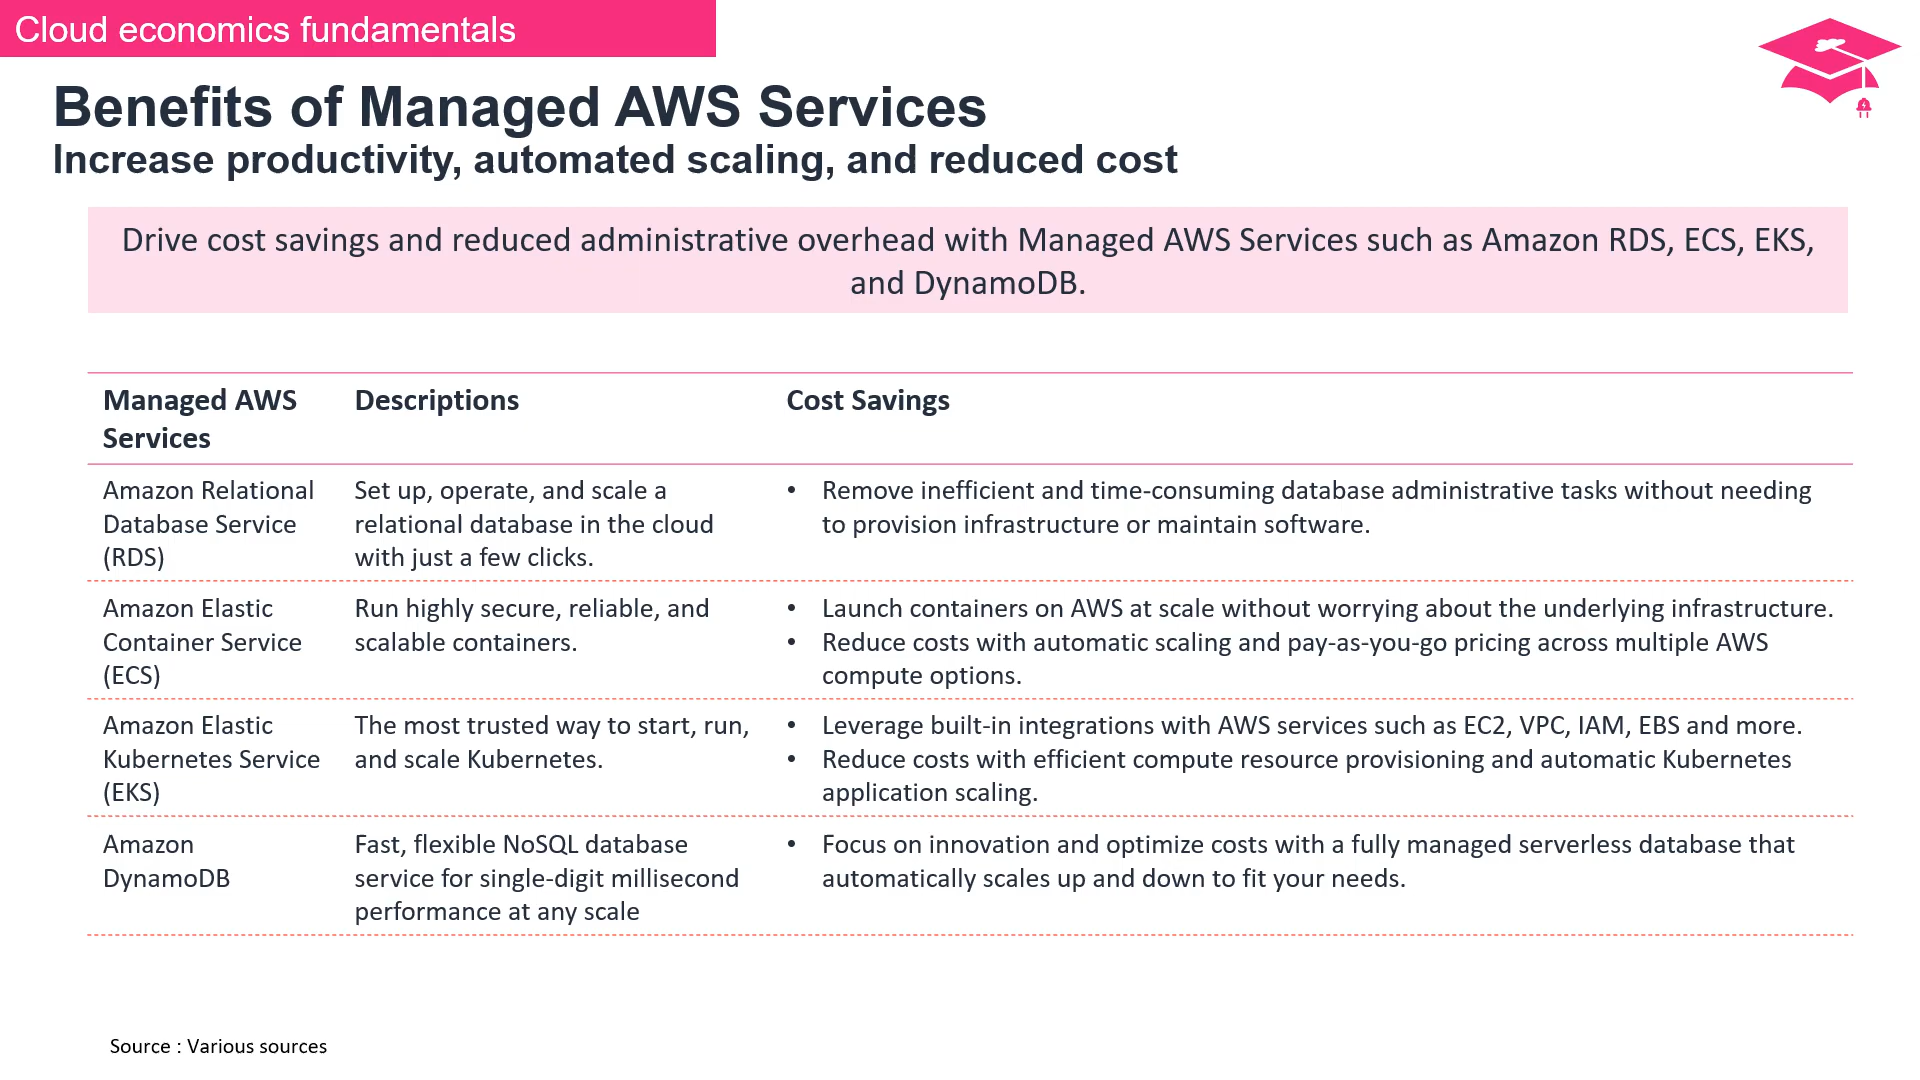 Cloud economics fundamentals
Benefits of Managed AWS Services
Increase productivity, automated scaling, and reduced cost
Drive cost savings and reduced administrative overhead with Managed AWS Services such as Amazon RDS, ECS, EKS,
and DynamoDB.
Managed AWS
Services
Descriptions
Cost Savings
Amazon Relational
Database Service
(RDS)
Set up, operate, and scale a
relational database in the cloud
with just a few clicks.
• Remove inefficient and time-consuming database administrative tasks without needing
to provision infrastructure or maintain software.
Amazon Elastic
Container Service
(ECS)
Run highly secure, reliable, and
scalable containers.
• Launch containers on AWS at scale without worrying about the underlying infrastructure.
• Reduce costs with automatic scaling and pay-as-you-go pricing across multiple AWS
compute options.
Amazon Elastic
Kubernetes Service
(EKS)
The most trusted way to start, run,
and scale Kubernetes.
• Leverage built-in integrations with AWS services such as EC2, VPC, IAM, EBS and more.
• Reduce costs with efficient compute resource provisioning and automatic Kubernetes
application scaling.
Amazon
DynamoDB
Fast, flexible NoSQL database
service for single-digit millisecond
performance at any scale
• Focus on innovation and optimize costs with a fully managed serverless database that
automatically scales up and down to fit your needs.
Source : Various sources